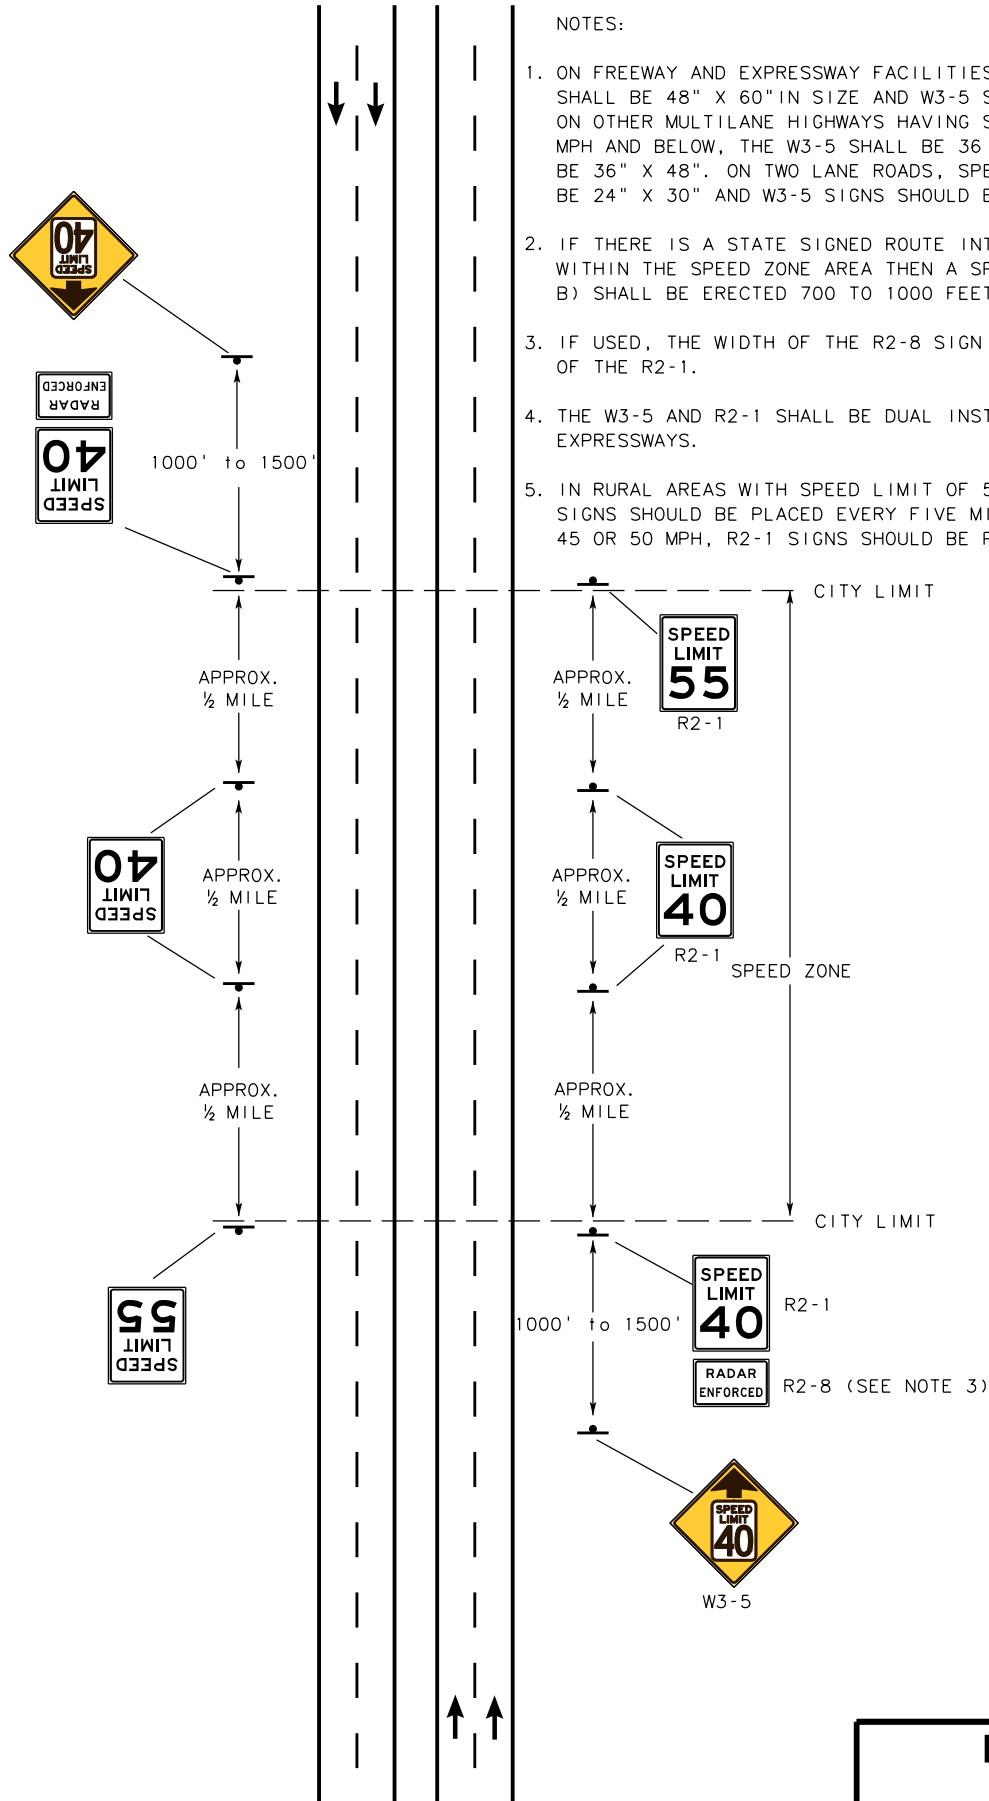 NOTES:
1. ON FREEWAY AND EXPRESSWAY FACILITIES
SHALL BE 48" X 60"IN SIZE AND W3-5 S
ON OTHER MULTILANE HIGHWAYS HAVING S
MPH AND BELOW, THE W3-5 SHALL BE 36
BE 36" X 48". ON TWO LANE ROADS, SPE
BE 24" X 30" AND W3-5 SIGNS SHOULD B
2. IF THERE IS A STATE SIGNED ROUTE INT
WITHIN THE SPEED ZONE AREA THEN A SP
B) SHALL BE ERECTED 700 TO 1000 FEET
3. IF USED, THE WIDTH OF THE R2-8 SIGN
OF THE R2-1.
4. THE W3-5 AND R2-1 SHALL BE DUAL INST
EXPRESSWAYS.
5. IN RURAL AREAS WITH SPEED LIMIT OF 5
SIGNS SHOULD BE PLACED EVERY FIVE MI
45 OR 50 MPH, R2-1 SIGNS SHOULD BE P
SPEED
LIMIT
40
RADAR
ENFORCED
SPEED
LIMIT
40
1000' to 1500'
CITY LIMIT
APPROX.
½ MILE
APPROX.
½ MILE
SPEED
LIMIT
55
R2-1
SPEED
LIMIT
40
APPROX.
½ MILE
APPROX.
½ MILE
SPEED
LIMIT
40
R2-1
SPEED ZONE
APPROX.
½ MILE
APPROX.
½ MILE
CITY LIMIT
SPEED
LIMIT
55
1000' to 1500'
SPEED
LIMIT
40
R2-1
RADAR
ENFORCED
R2-8 (SEE NOTE 3)
SPEED
LIMIT
40
W3-5